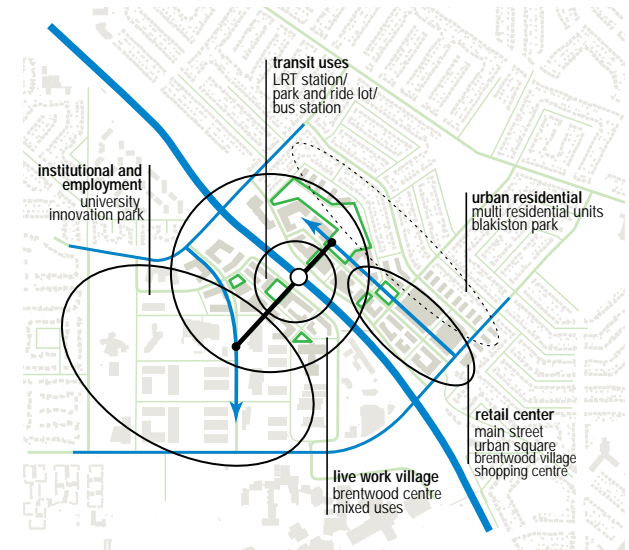 transit uses
LRT station/
park and ride lot/
bus station
institutional and
employment
university
innovation park
urban residential
multi residential units
blakiston park
retail center
main street
urban square
brentwood village
shopping centre
live work village
brentwood centre
mixed uses